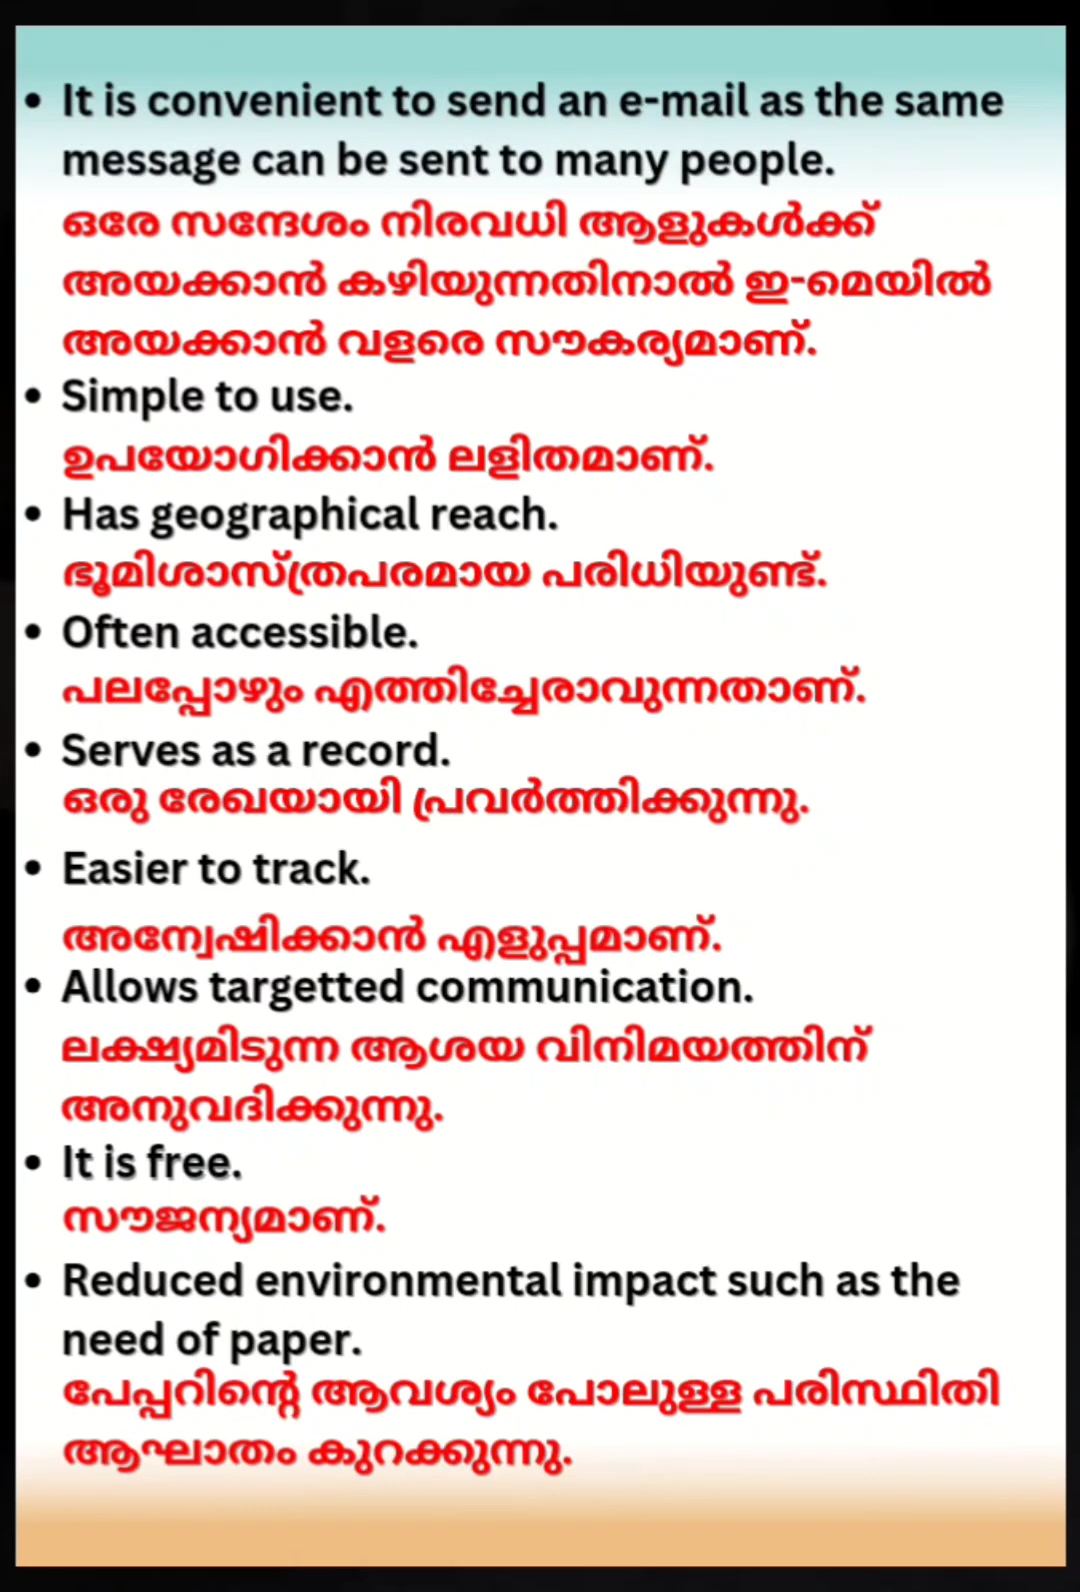 • It is convenient to send an e-mail as the same
message can be sent to many people.
ഒരേ സന്ദേശം നിരവധി ആളുകൾക്ക്
അയക്കാൻ കഴിയുന്നതിനാൽ ഇ-മെയിൽ
അയക്കാൻ വളരെ സൗകര്യമാണ്.
• Simple to use.
ഉപയോഗിക്കാൻ ലളിതമാണ്.
• Has geographical reach.
ഭൂമിശാസ്ത്രപരമായ പരിധിയുണ്ട്.
• Often accessible.
പലപ്പോഴും എത്തിച്ചേരാവുന്നതാണ്.
• Serves as a record.
ഒരു രേഖയായി പ്രവർത്തിക്കുന്നു.
• Easier to track.
അന്വേഷിക്കാൻ എളുപ്പമാണ്.
• Allows targetted communication.
ലക്ഷ്യമിടുന്ന ആശയ വിനിമയത്തിന്
അനുവദിക്കുന്നു.
• It is free.
സൗജന്യമാണ്.
• Reduced environmental impact such as the
need of paper.
പേപ്പറിന്റെ ആവശ്യം പോലുള്ള പരിസ്ഥിതി
ആഘാതം കുറക്കുന്നു.